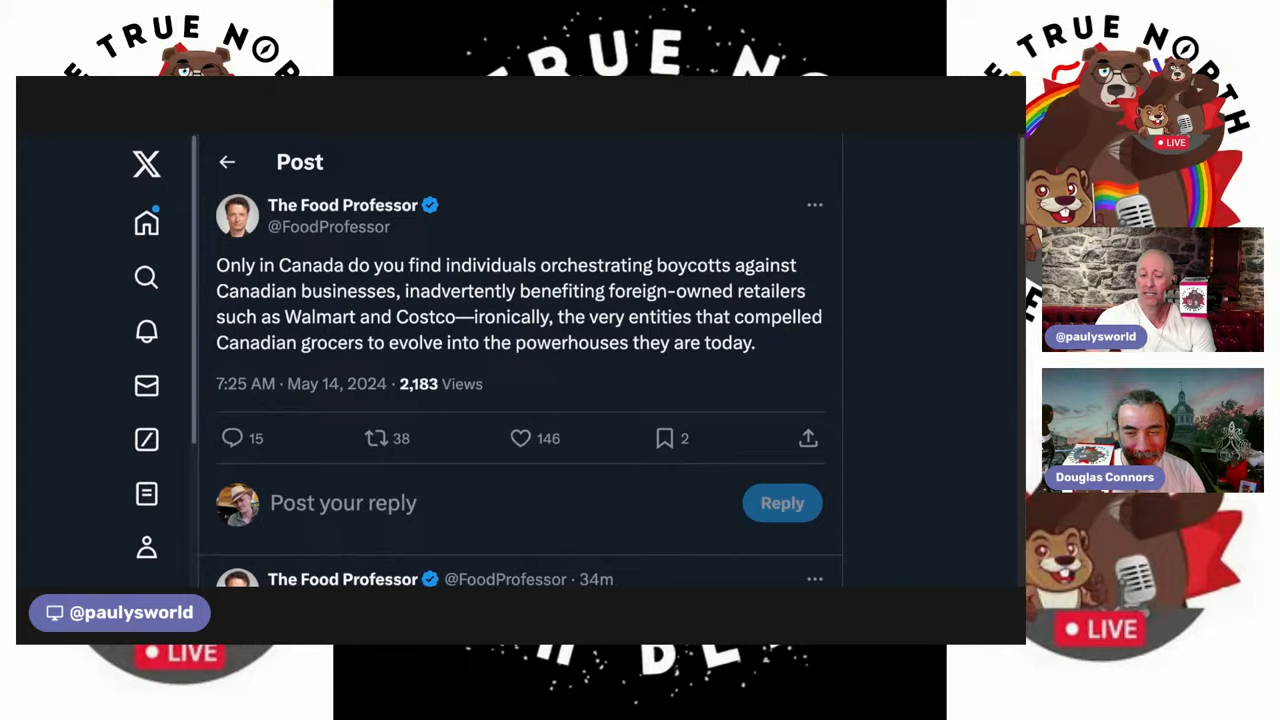 TRUE NO
TRUE N
E TRUE NORTH
LIVE
Post
The Food Professor
@FoodProfessor
Only in Canada do you find individuals orchestrating boycotts against
Canadian businesses, inadvertently benefiting foreign-owned retailers
such as Walmart and Costco—ironically, the very entities that compelled
Canadian grocers to evolve into the powerhouses they are today.
7:25 AM · May 14, 2024 · 2,183 Views
15
38
146
2
Post your reply
Reply
The Food Professor @FoodProfessor · 34m
@paulysworld
Douglas Connors
@paulysworld
LIVE
LIVE